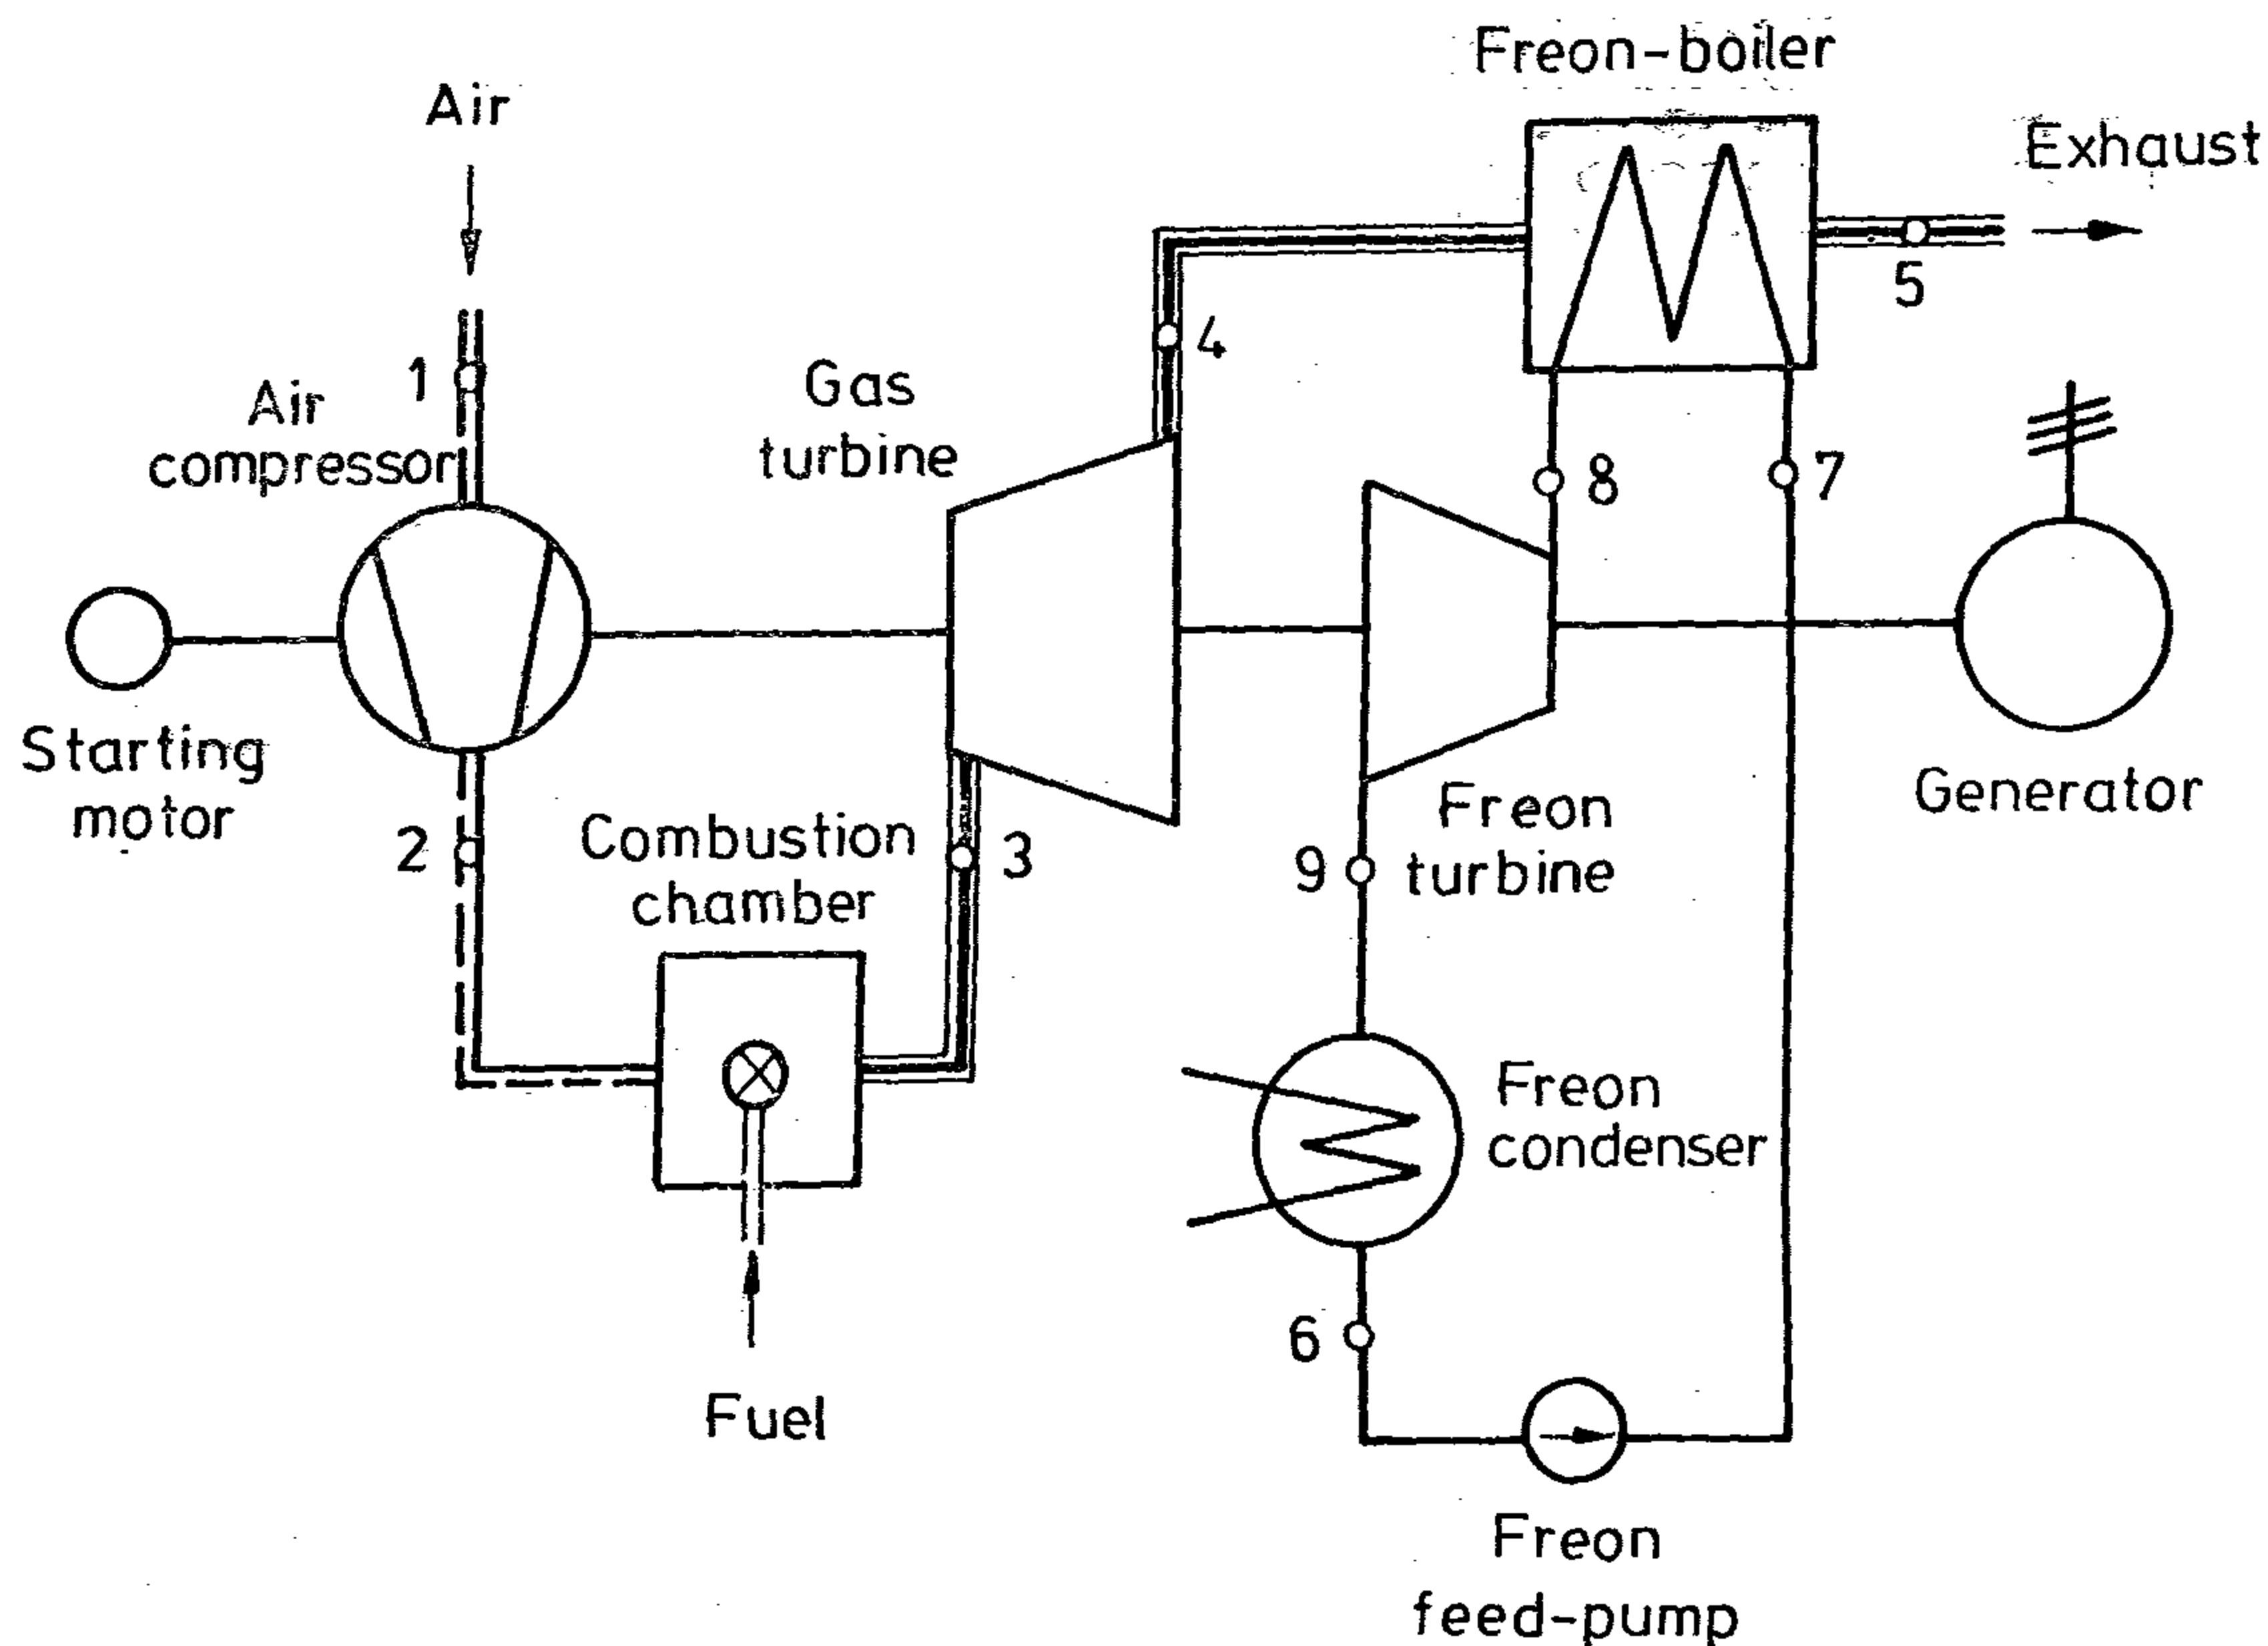 Freon-boiler
Air
Exhaust
5
4
1
Gas
turbine
Air
compressor
8
7
Starting
motor
2
Combustion
chamber
3
Freon
turbine
9
Generator
Freon
condenser
6
Fuel
Freon
feed-pump